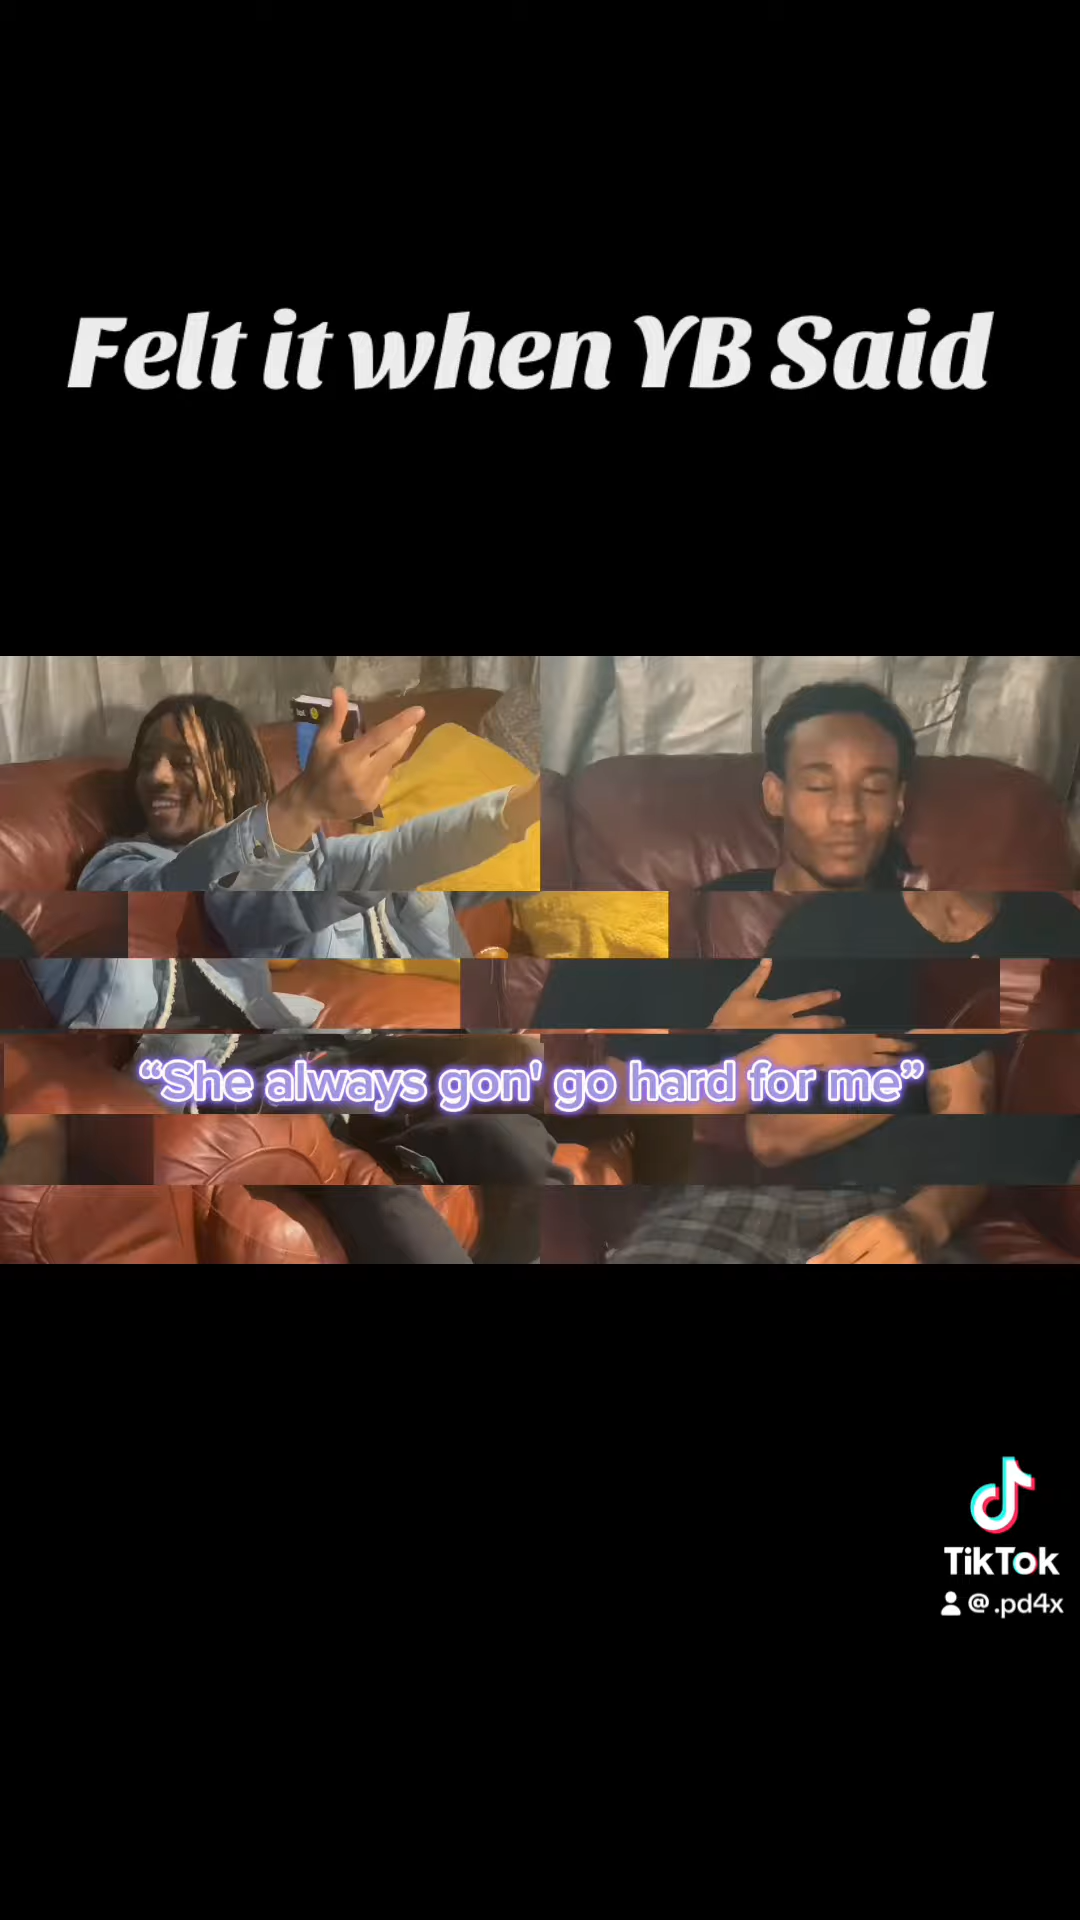 Felt it when YB Said
“She always gon' go hard for me”
TikTok
@.pd4x